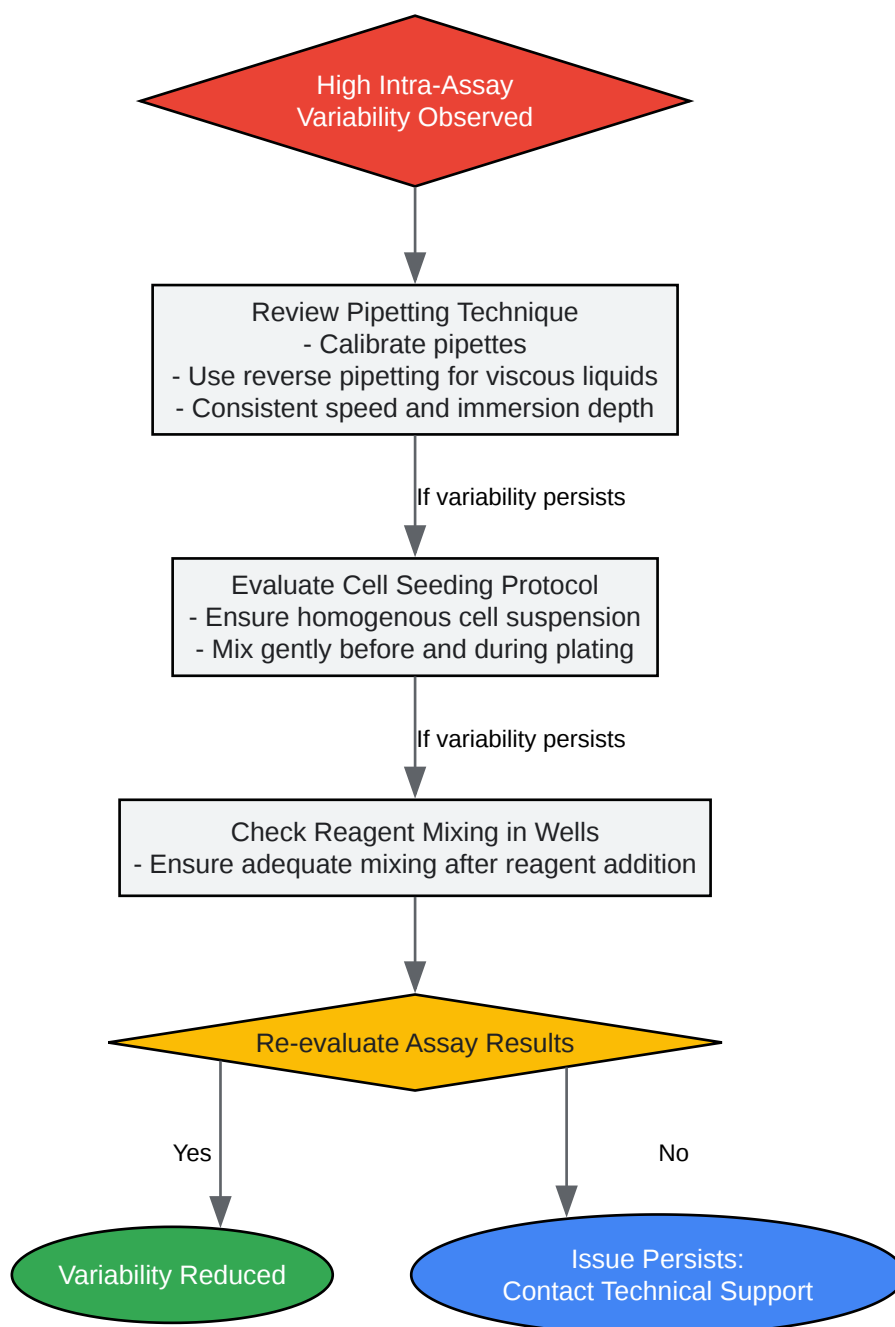 High Intra-Assay
Variability Observed
Review Pipetting Technique
- Calibrate pipettes
- Use reverse pipetting for viscous liquids
- Consistent speed and immersion depth
If variability persists
Evaluate Cell Seeding Protocol
- Ensure homogenous cell suspension
- Mix gently before and during plating
If variability persists
Check Reagent Mixing in Wells
- Ensure adequate mixing after reagent addition
Re-evaluate Assay Results
Yes
No
Variability Reduced
Issue Persists:
Contact Technical Support